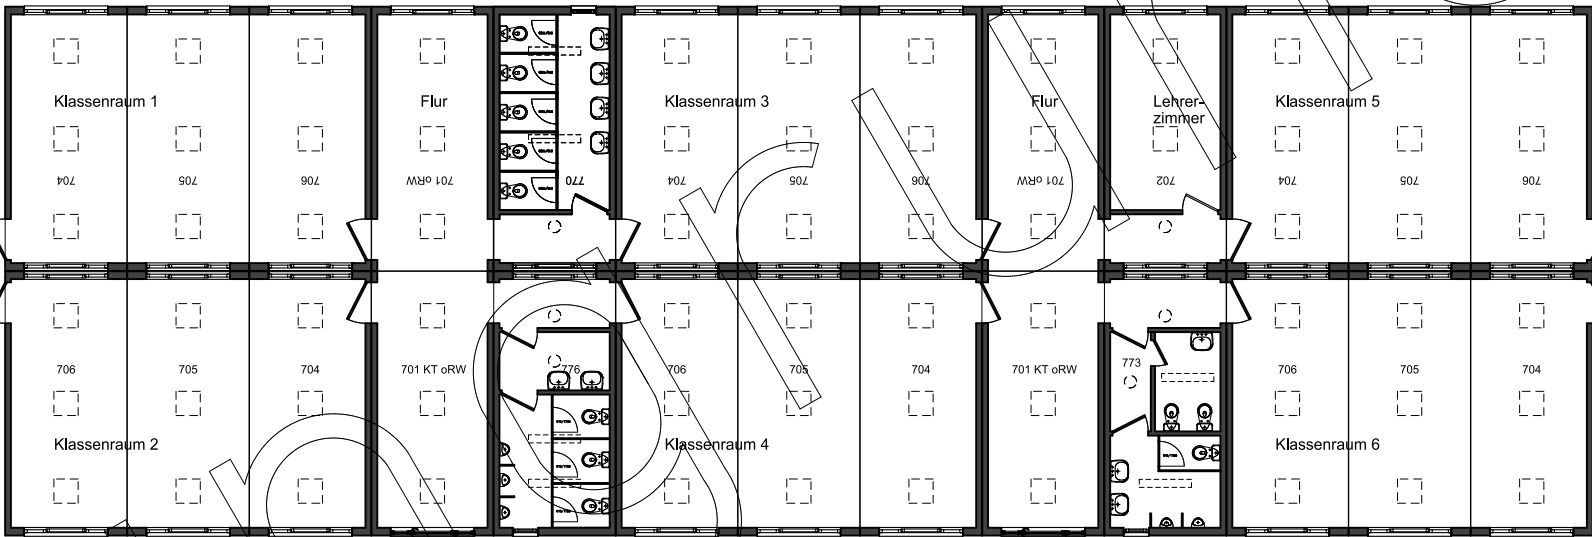 Klassenraum 1
Flur
Klassenraum 3
Flur
Lehrer-
zimmer
Klassenraum 5
704
705
706
701 oRW
770
704
705
706
701 oRW
702
704
705
706
706
705
704
701 KT oRW
776
706
705
704
701 KT oRW
773
706
705
704
Klassenraum 2
Klassenraum 4
Klassenraum 6